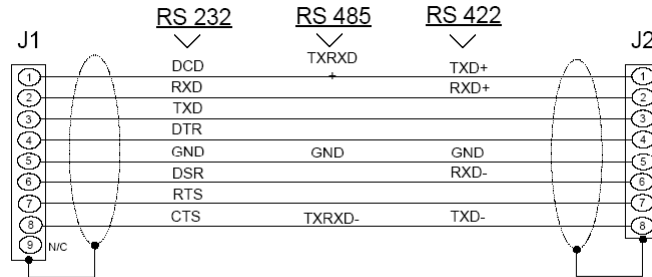 RS 232 RS 485 RS 422
J1 J2
DCD TXRXD + TXD+
1 1
RXD RXD+
2 2
TXD
3 3
DTR
4 4
GND GND GND
5 5
DSR RXD-
6 6
RTS
7 7
CTS TXRXD- TXD-
8 8
9 N/C